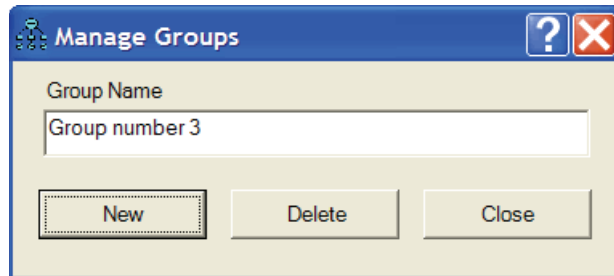 Manage Groups
Group Name
Group number 3
New Delete Close